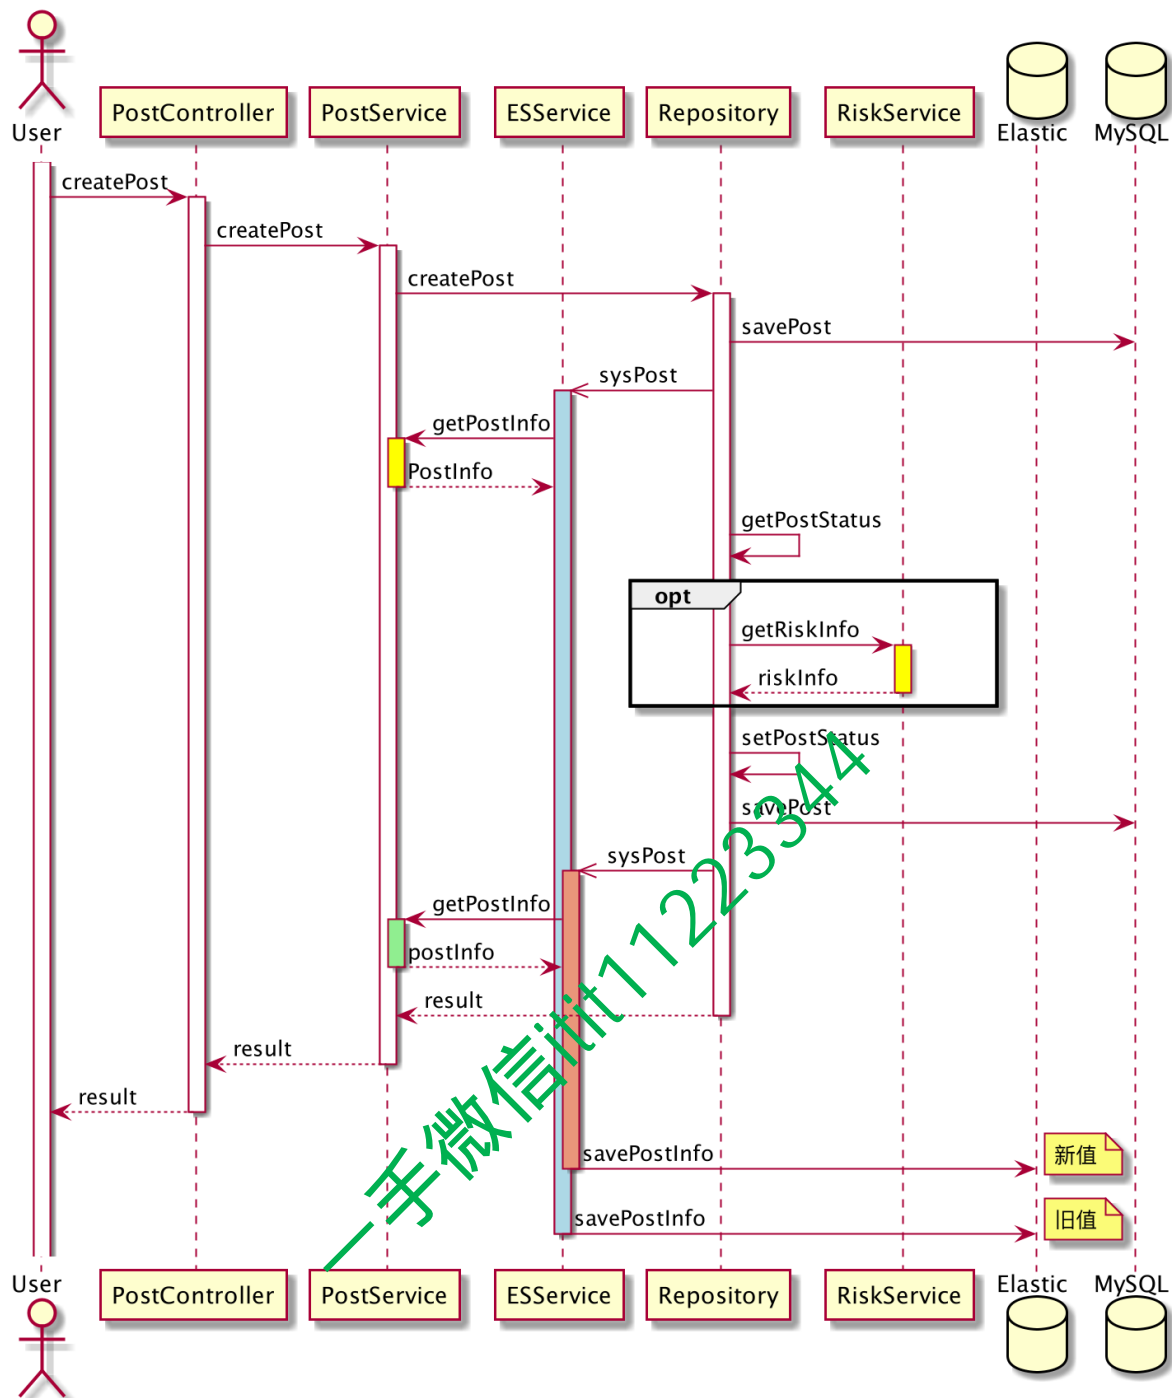 User
PostController
PostService
ESService
Repository
RiskService
Elastic
MySQL
createPost
createPost
createPost
savePost
sysPost
getPostInfo
PostInfo
getPostStatus
opt
getRiskInfo
riskInfo
setPostStatus
savePost
sysPost
getPostInfo
postInfo
result
result
result
savePostInfo
新值
savePostInfo
旧值
一手微信itit11223344
User
PostController
PostService
ESService
Repository
RiskService
Elastic
MySQL